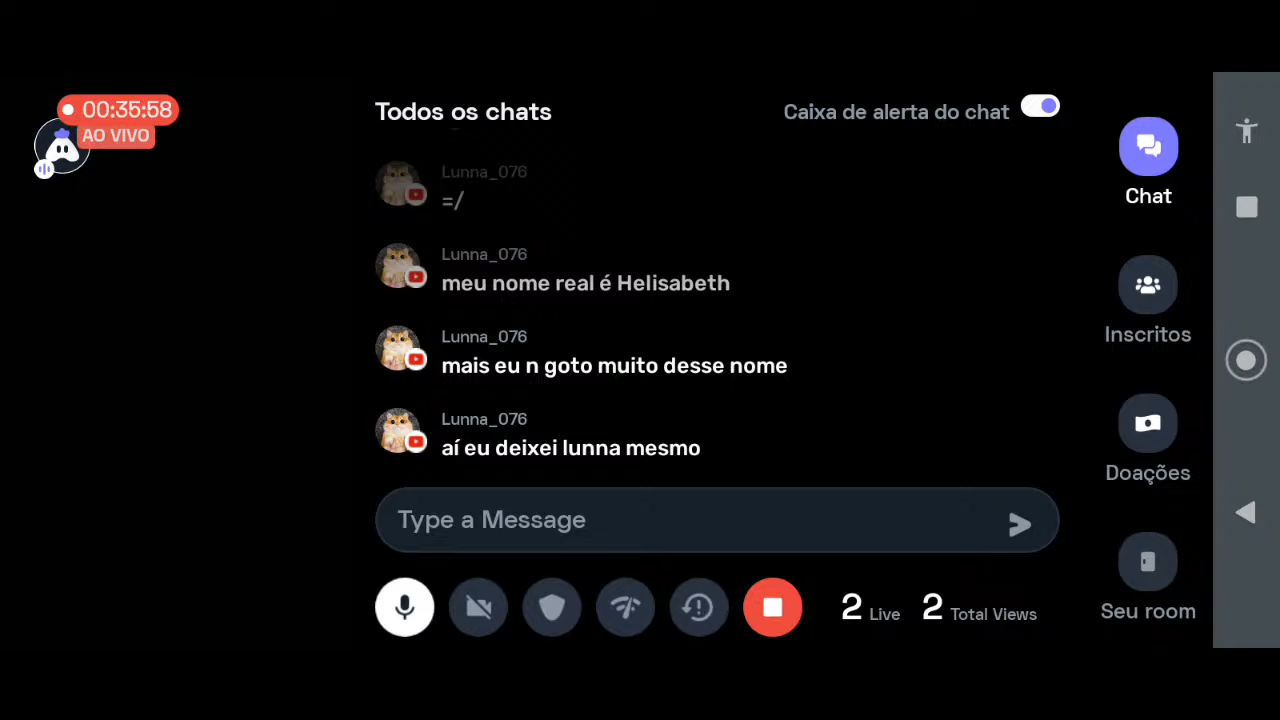 00:35:58
AO VIVO
Todos os chats
Caixa de alerta do chat
Lunna_076
=/
Lunna_076
meu nome real é Helisabeth
Lunna_076
mais eu n goto muito desse nome
Lunna_076
aí eu deixei lunna mesmo
Type a Message
2 Live 2 Total Views
Chat
Inscritos
Doações
Seu room